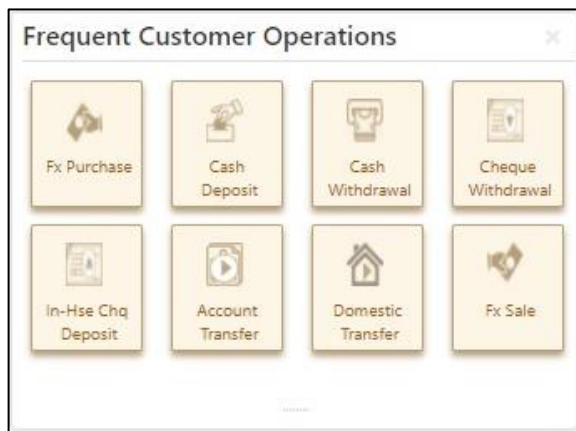 Frequent Customer Operations
Fx Purchase
Cash
Deposit
Cash
Withdrawal
Cheque
Withdrawal
In-Hse Chq
Deposit
Account
Transfer
Domestic
Transfer
Fx Sale